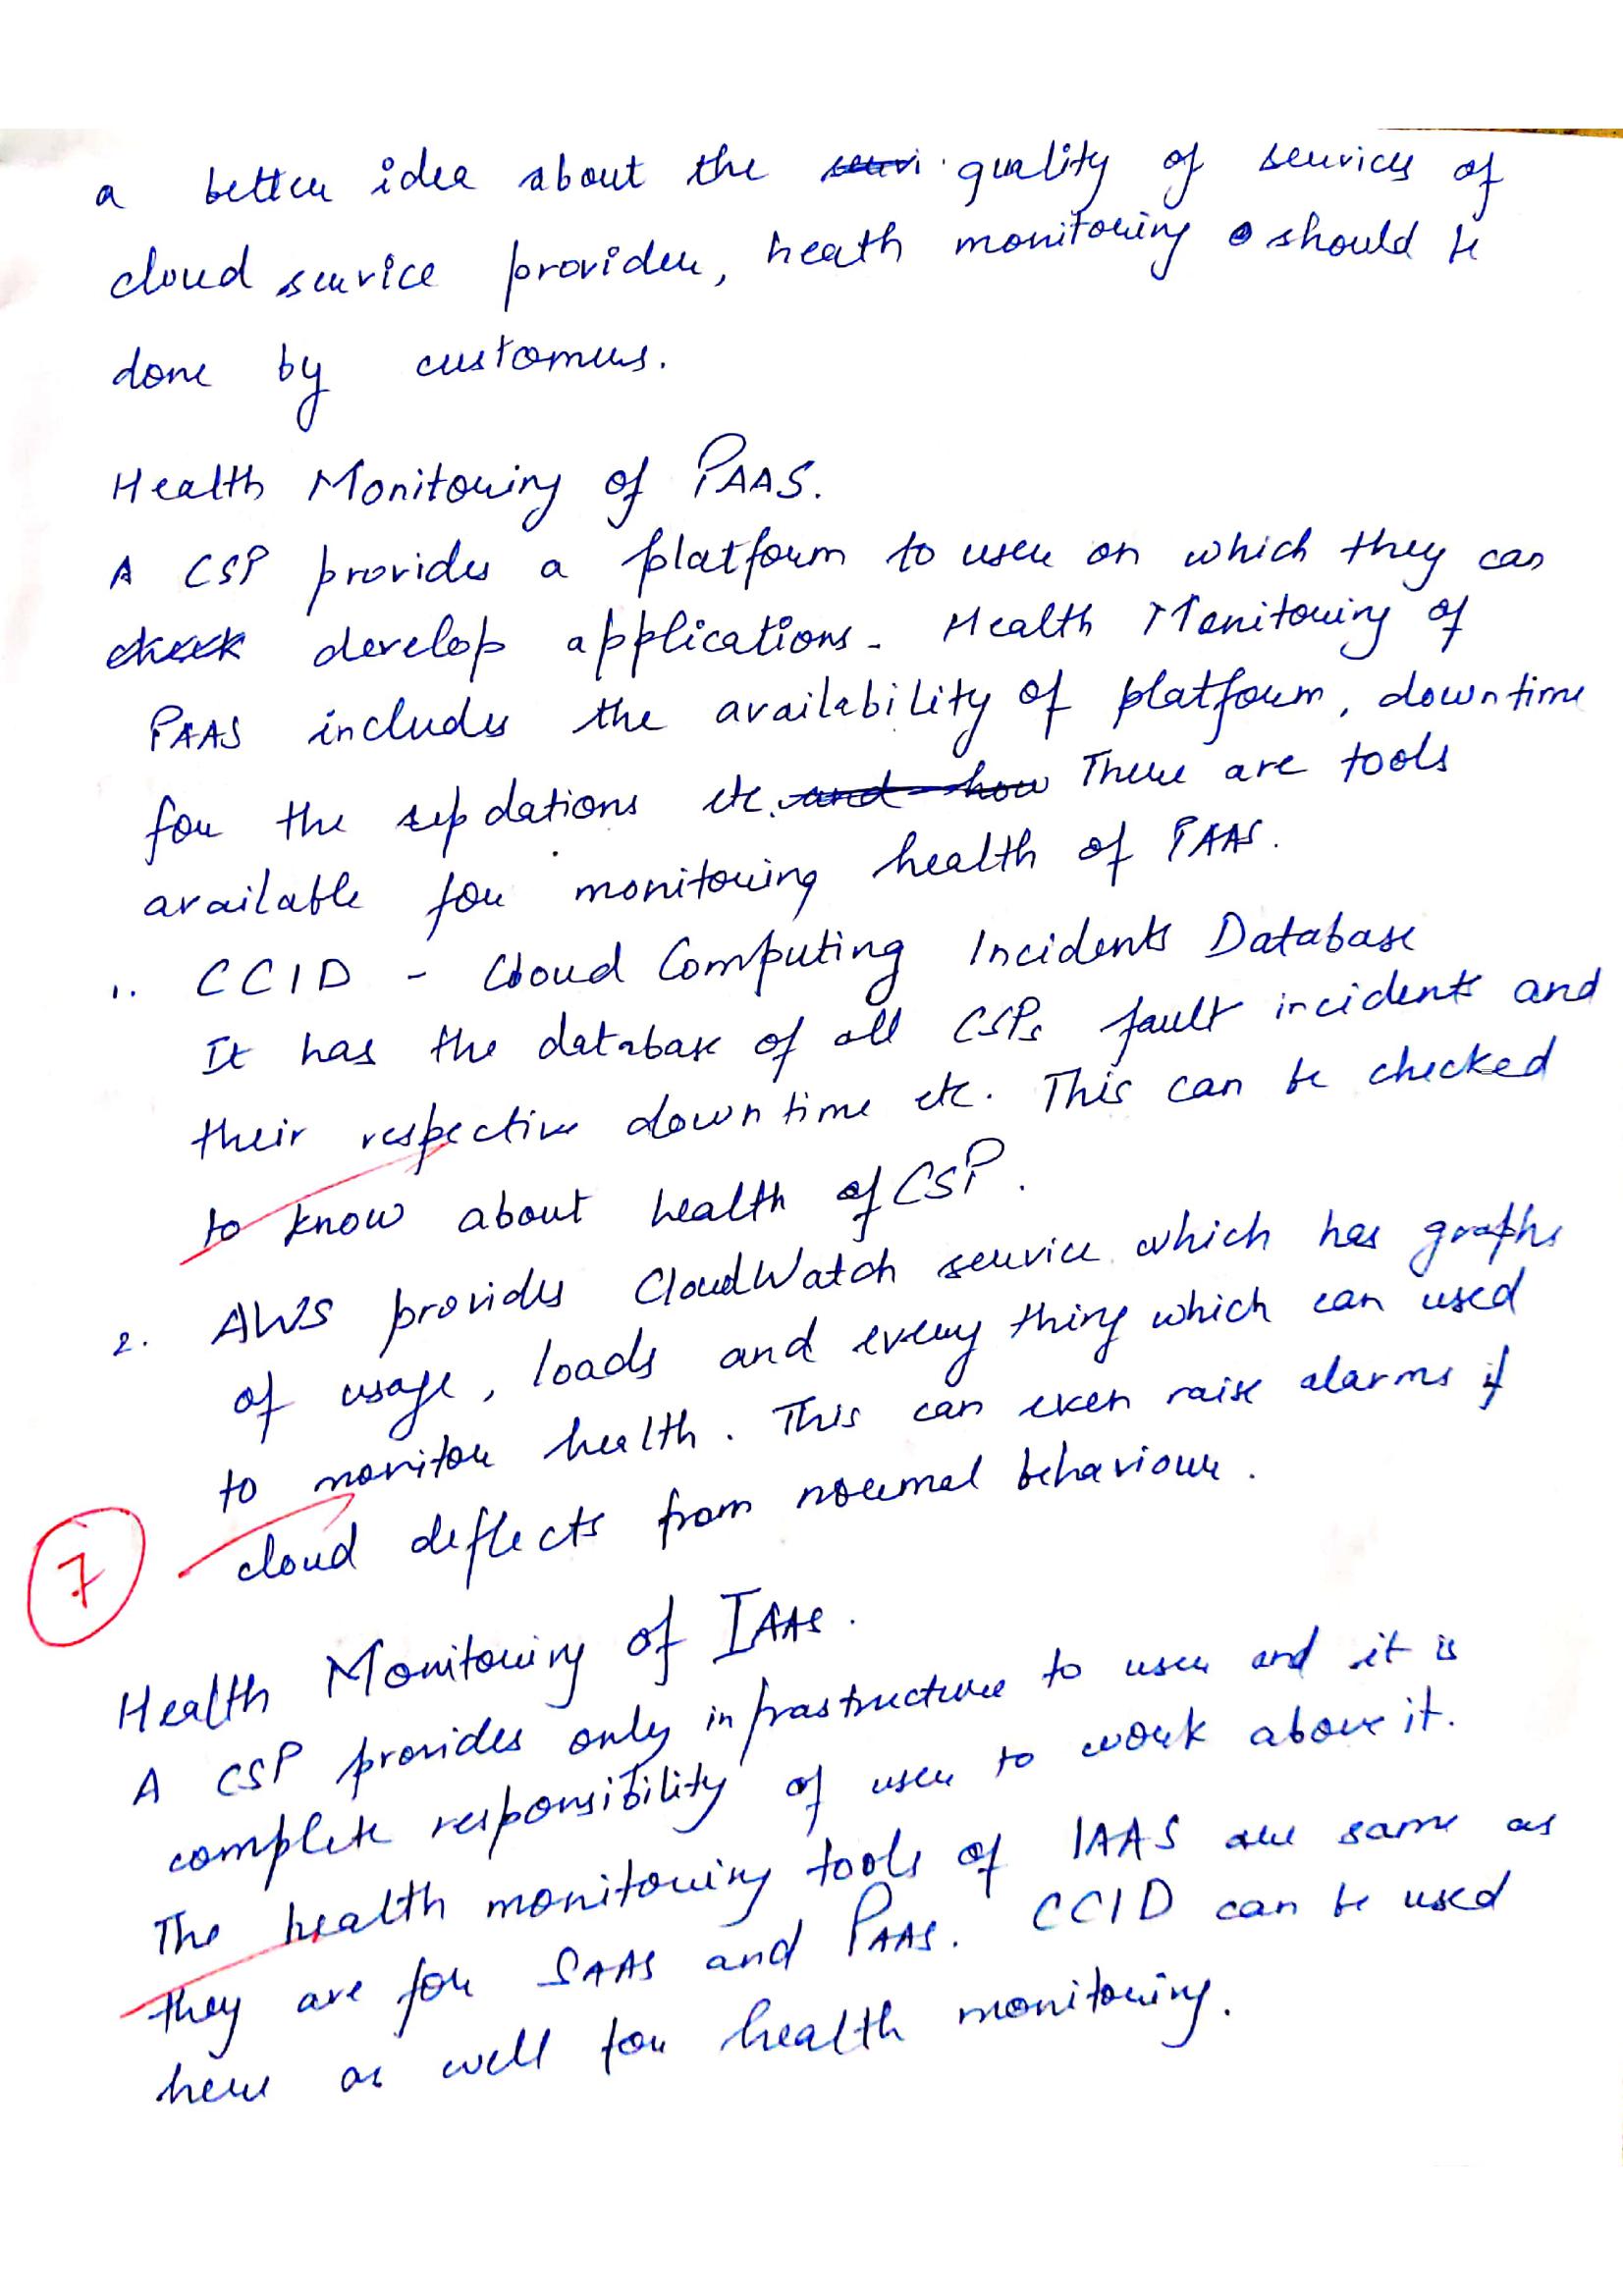 a better idea about the quality of services of
cloud service provider, heath monitoring should be
done by customers.
Health Monitoring of PAAS.
A CSP provides a platform to user on which they can
develop applications. Health Monitoring of
PAAS includes the availability of platform, downtime
for the updations etc. and how There are tools
available for monitoring health of PAAS.
1. CCID - Cloud Computing Incidents Database
It has the database of all CSPs fault incidents and
their respective downtime etc. This can be checked
to know about health of CSP.
2. AWS provides CloudWatch service which has graphs
of usage, loads and every thing which can used
to monitor health. This can even raise alarms if
cloud deflects from normal behaviour.
7
Health Monitoring of IAAS.
A CSP provides only infrastructure to user and it is
complete responsibility of user to work above it.
The health monitoring tools of IAAS are same as
they are for SAAS and PAAS. CCID can be used
here as well for health monitoring.